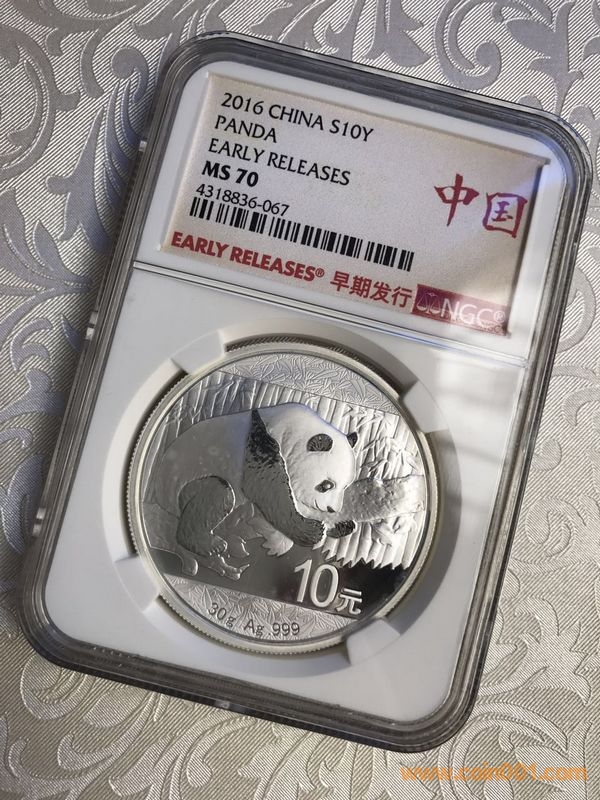 2016 CHINA S10Y
PANDA
EARLY RELEASES
MS 70
4318836-067
中国
EARLY RELEASES® 早期发行 NGC®
10元
30g Ag.999
www.coin001.com